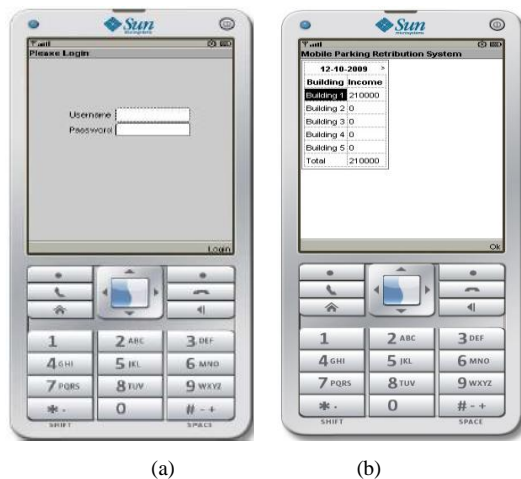 Sun
Please Login
Username
Password
Login
1 2 ABC 3 DEF
4 GHI 5 JKL 6 MNO
7 PQRS 8 TUV 9 WXYZ
* . 0 # - +
SHIFT SPACE
(a)
Sun
Mobile Parking Retribution System
12-10-2009 >
Building Income
Building 1 210000
Building 2 0
Building 3 0
Building 4 0
Building 5 0
Total 210000
Ok
1 2 ABC 3 DEF
4 GHI 5 JKL 6 MNO
7 PQRS 8 TUV 9 WXYZ
* . 0 # - +
SHIFT SPACE
(b)